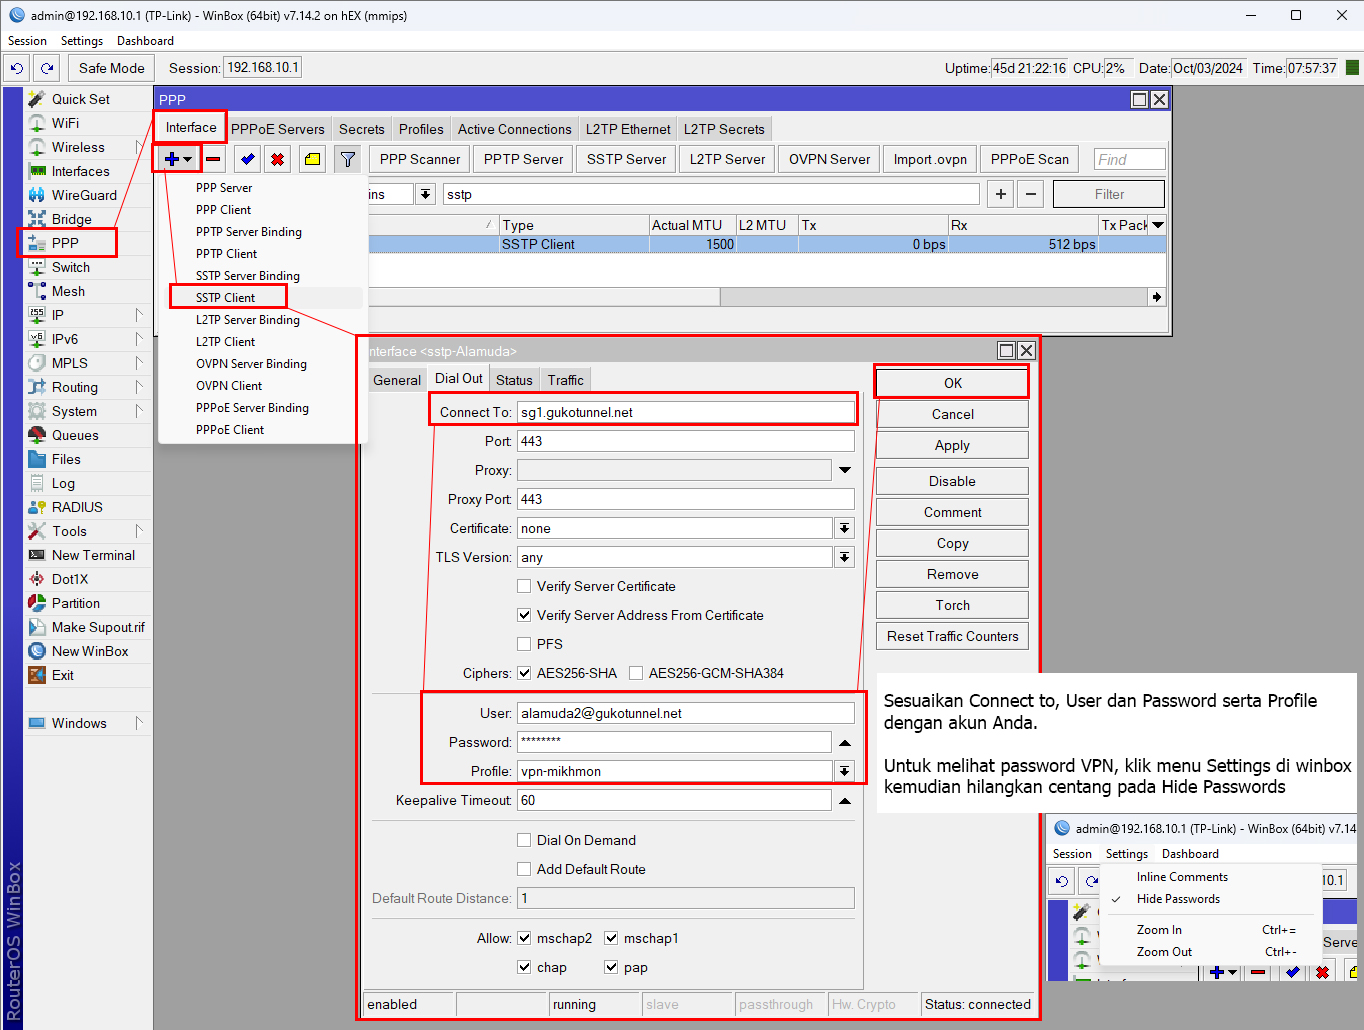 admin@192.168.10.1 (TP-Link) - WinBox (64bit) v7.14.2 on hEX (mmips)
Session Settings Dashboard
Safe Mode Session: 192.168.10.1 Uptime: 45d 21:22:16 CPU: 2% Date: Oct/03/2024 Time: 07:57:37
Quick Set
WiFi
Wireless
Interfaces
WireGuard
Bridge
PPP
Switch
Mesh
IP
IPv6
MPLS
Routing
System
Queues
Files
Log
RADIUS
Tools
New Terminal
Dot1X
Partition
Make Supout.rif
New WinBox
Exit
Windows
RouterOS WinBox
PPP
Interface PPPoE Servers Secrets Profiles Active Connections L2TP Ethernet L2TP Secrets
PPP Scanner PPTP Server SSTP Server L2TP Server OVPN Server Import .ovpn PPPoE Scan Find
ins sstp + − Filter
Type Actual MTU L2 MTU Tx Rx Tx Pack
SSTP Client 1500 0 bps 512 bps
PPP Server
PPP Client
PPTP Server Binding
PPTP Client
SSTP Server Binding
SSTP Client
L2TP Server Binding
L2TP Client
OVPN Server Binding
OVPN Client
PPPoE Server Binding
PPPoE Client
nterface <sstp-Alamuda>
General Dial Out Status Traffic
Connect To: sg1.gukotunnel.net
Port: 443
Proxy:
Proxy Port: 443
Certificate: none
TLS Version: any
Verify Server Certificate
Verify Server Address From Certificate
PFS
Ciphers: AES256-SHA AES256-GCM-SHA384
User: alamuda2@gukotunnel.net
Password: ********
Profile: vpn-mikhmon
Keepalive Timeout: 60
Dial On Demand
Add Default Route
Default Route Distance: 1
Allow: mschap2 mschap1
chap pap
enabled running slave passthrough Hw. Crypto Status: connected
OK
Cancel
Apply
Disable
Comment
Copy
Remove
Torch
Reset Traffic Counters
Sesuaikan Connect to, User dan Password serta Profile
dengan akun Anda.
Untuk melihat password VPN, klik menu Settings di winbox
kemudian hilangkan centang pada Hide Passwords
admin@192.168.10.1 (TP-Link) - WinBox (64bit) v7.14
Session Settings Dashboard
Inline Comments
Hide Passwords
Zoom In Ctrl+=
Zoom Out Ctrl+-
10.1
Serve